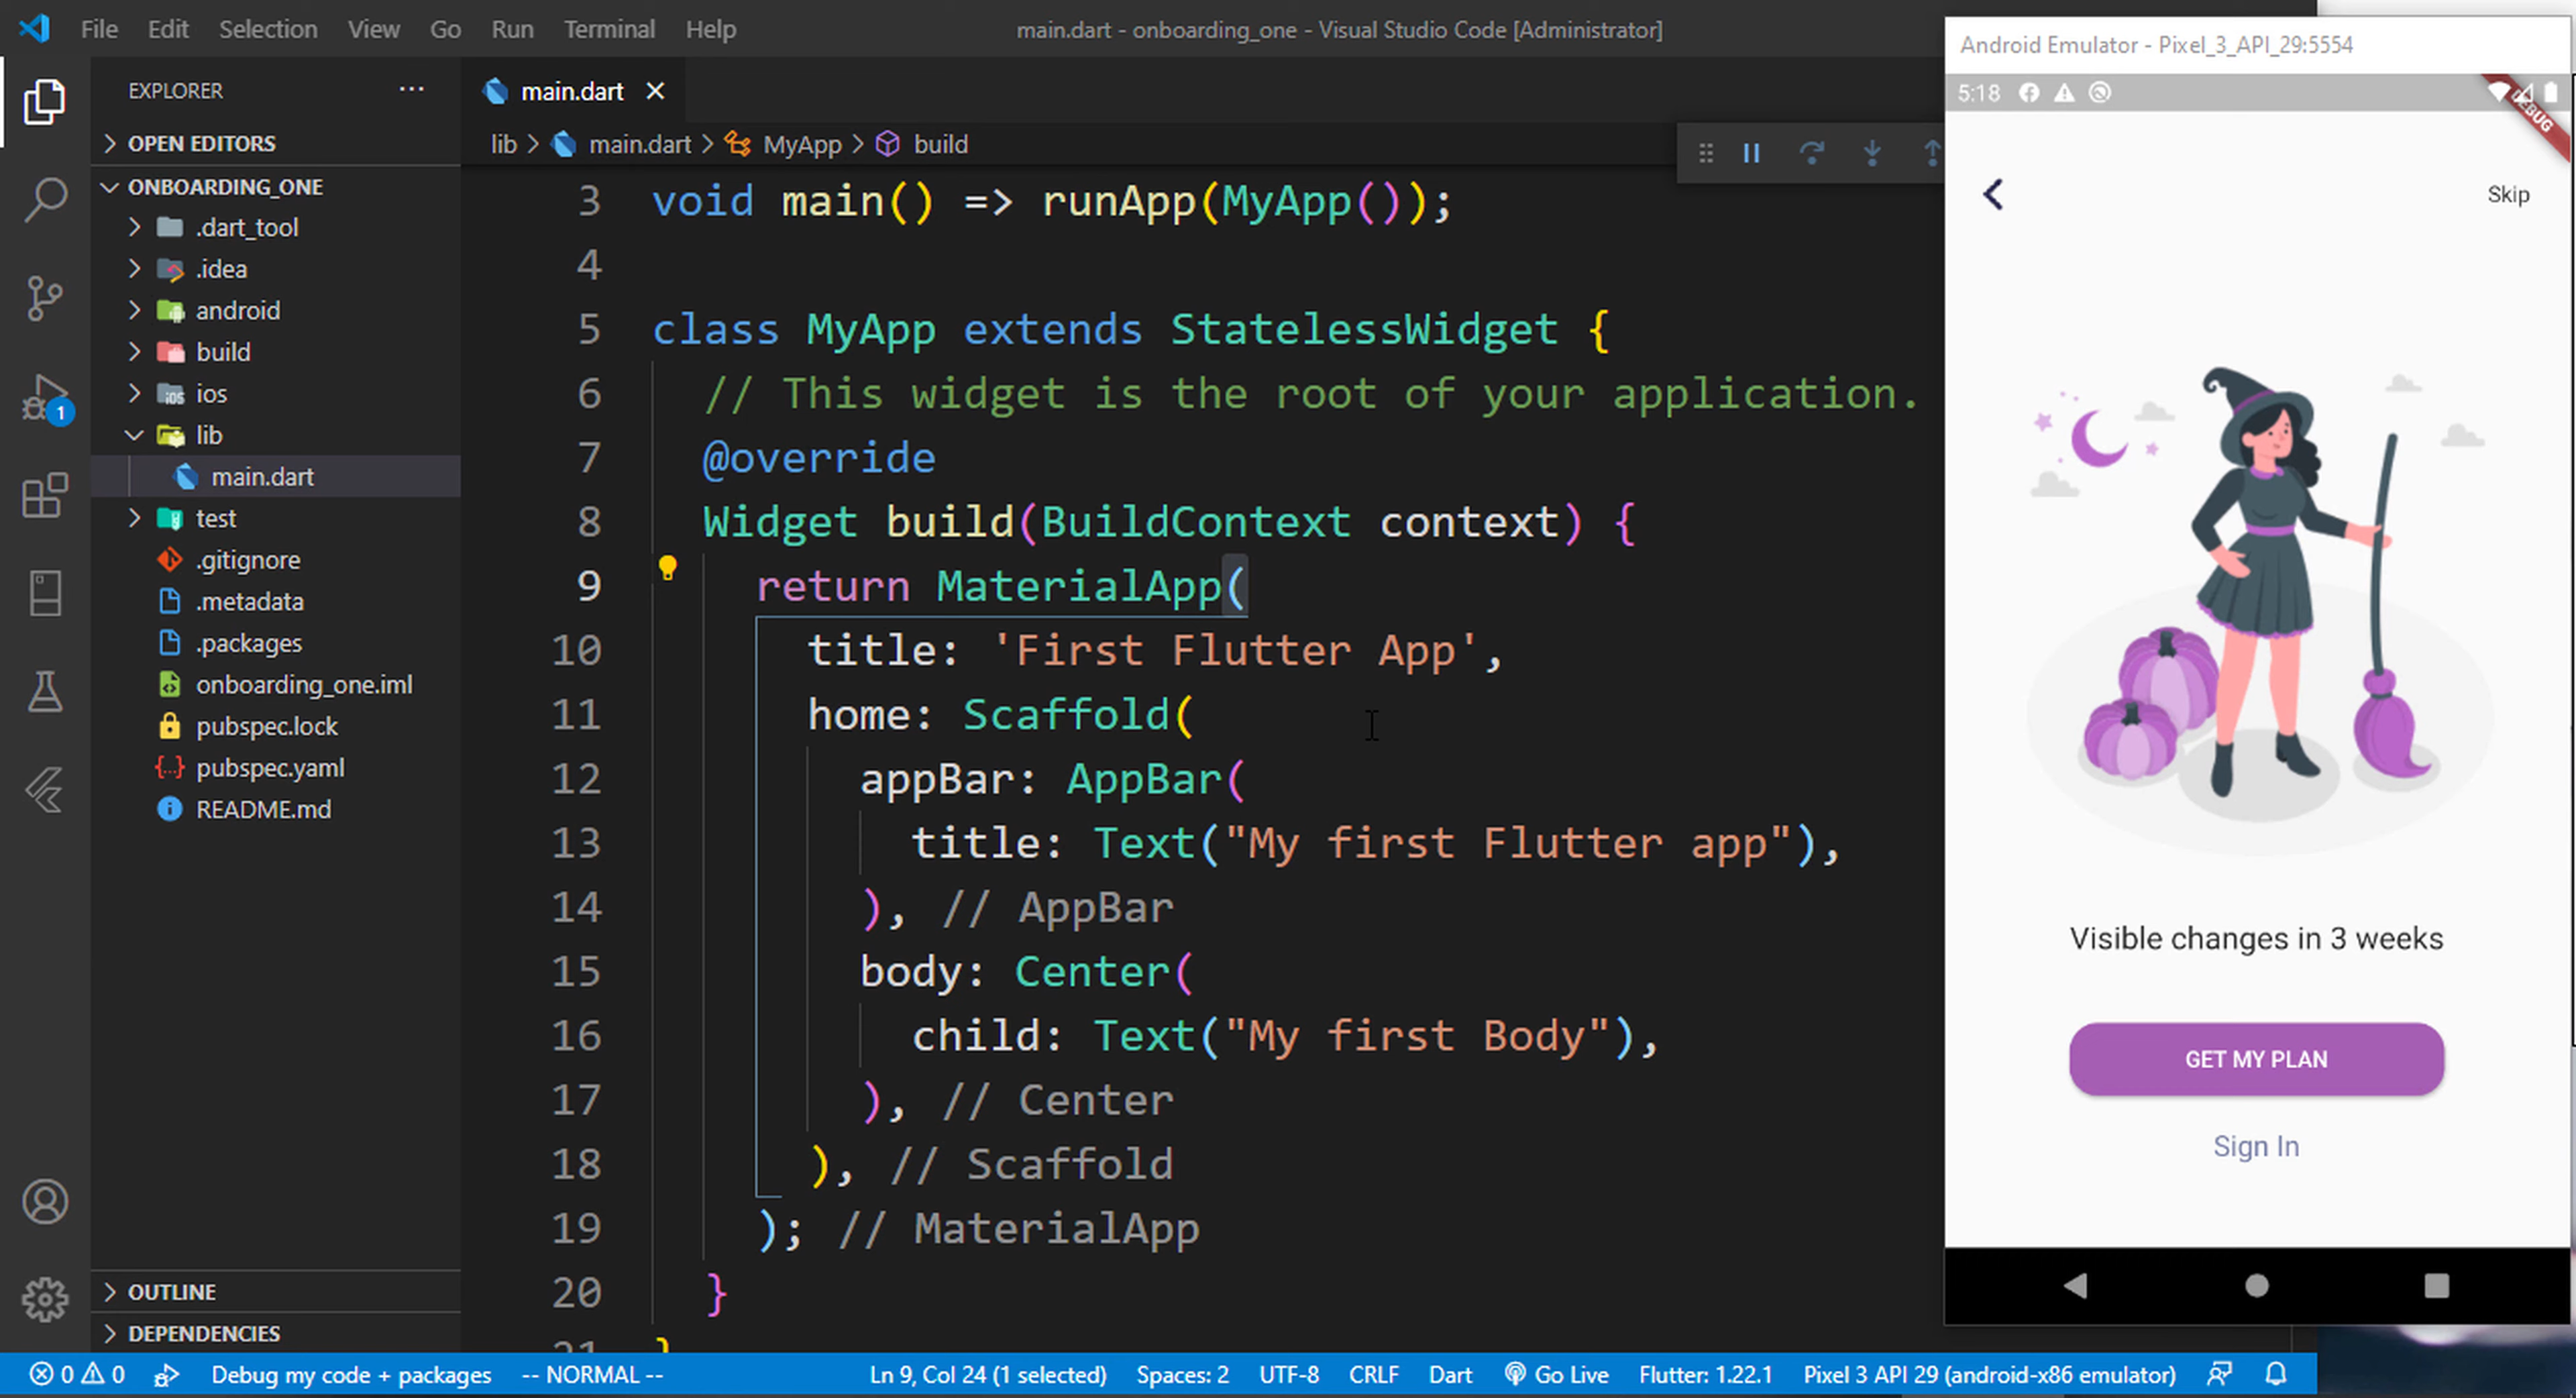 File Edit Selection View Go Run Terminal Help
main.dart - onboarding_one - Visual Studio Code [Administrator]
EXPLORER ...
OPEN EDITORS
ONBOARDING_ONE
.dart_tool
.idea
android
build
ios
lib
main.dart
test
.gitignore
.metadata
.packages
onboarding_one.iml
pubspec.lock
pubspec.yaml
README.md
OUTLINE
DEPENDENCIES
1
main.dart
lib > main.dart > MyApp > build
3 void main() => runApp(MyApp());
4
5 class MyApp extends StatelessWidget {
6 // This widget is the root of your application.
7 @override
8 Widget build(BuildContext context) {
9 return MaterialApp(
10 title: 'First Flutter App',
11 home: Scaffold(
12 appBar: AppBar(
13 title: Text("My first Flutter app"),
14 ), // AppBar
15 body: Center(
16 child: Text("My first Body"),
17 ), // Center
18 ), // Scaffold
19 ); // MaterialApp
20 }
21 }
Android Emulator - Pixel_3_API_29:5554
5:18
DEBUG
Skip
Visible changes in 3 weeks
GET MY PLAN
Sign In
0 0 Debug my code + packages -- NORMAL -- Ln 9, Col 24 (1 selected) Spaces: 2 UTF-8 CRLF Dart Go Live Flutter: 1.22.1 Pixel 3 API 29 (android-x86 emulator)